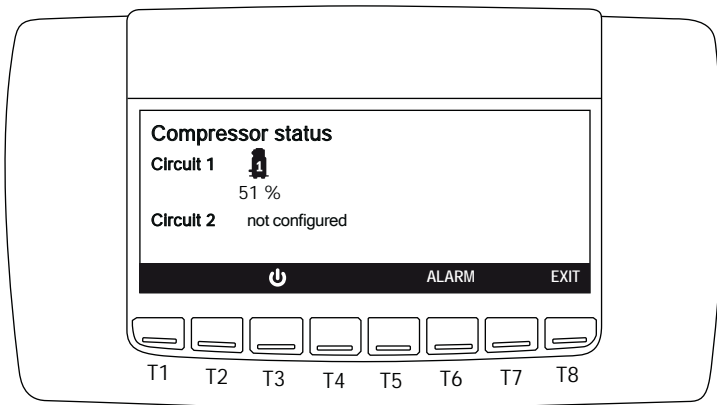 Compressor status
Circuit 1 1
51 %
Circuit 2 not configured
ALARM EXIT
T1 T2 T3 T4 T5 T6 T7 T8